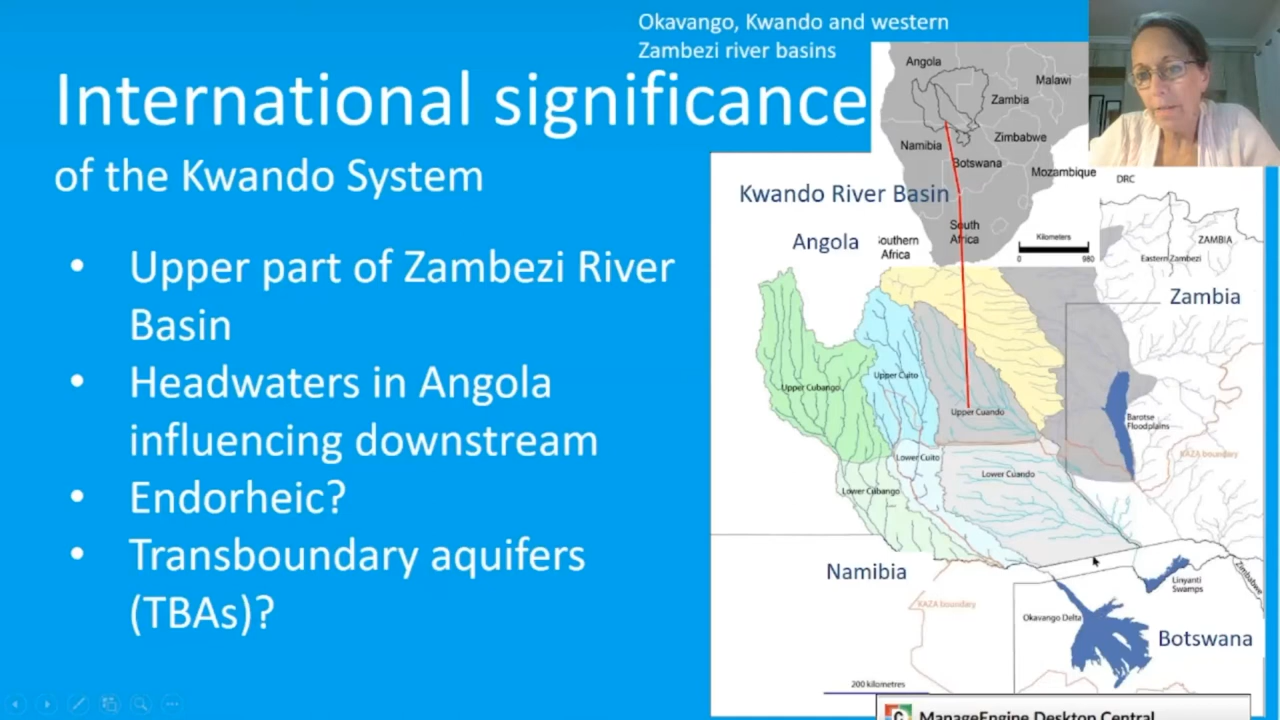 Okavango, Kwando and western
Zambezi river basins
International significance
of the Kwando System
• Upper part of Zambezi River
Basin
• Headwaters in Angola
influencing downstream
• Endorheic?
• Transboundary aquifers
(TBAs)?
Angola
Malawi
Zambia
Zimbabwe
Namibia
Botswana
Mozambique
South
Africa
Southern
Africa
Kilometers
0 980
Kwando River Basin
Angola
DRC
ZAMBIA
Eastern Zambezi
Zambia
Upper Cubango
Upper Cuito
Upper Cuando
Barotse
Floodplains
KAZA boundary
Lower Cuito
Lower Cuando
Lower Cubango
Namibia
Zimbabwe
Linyanti
Swamps
KAZA boundary
Okavango Delta
Botswana
200 kilometres
ManageEngine Desktop Central